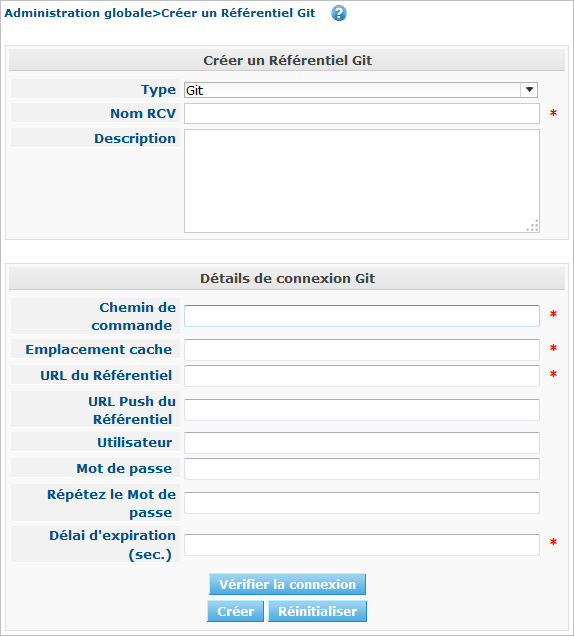 Administration globale>Créer un Référentiel Git ?
Créer un Référentiel Git
Type Git
Nom RCV *
Description
Détails de connexion Git
Chemin de
commande *
Emplacement cache *
URL du Référentiel *
URL Push du
Référentiel
Utilisateur
Mot de passe
Répétez le Mot de
passe
Délai d'expiration
(sec.) *
Vérifier la connexion
Créer Réinitialiser